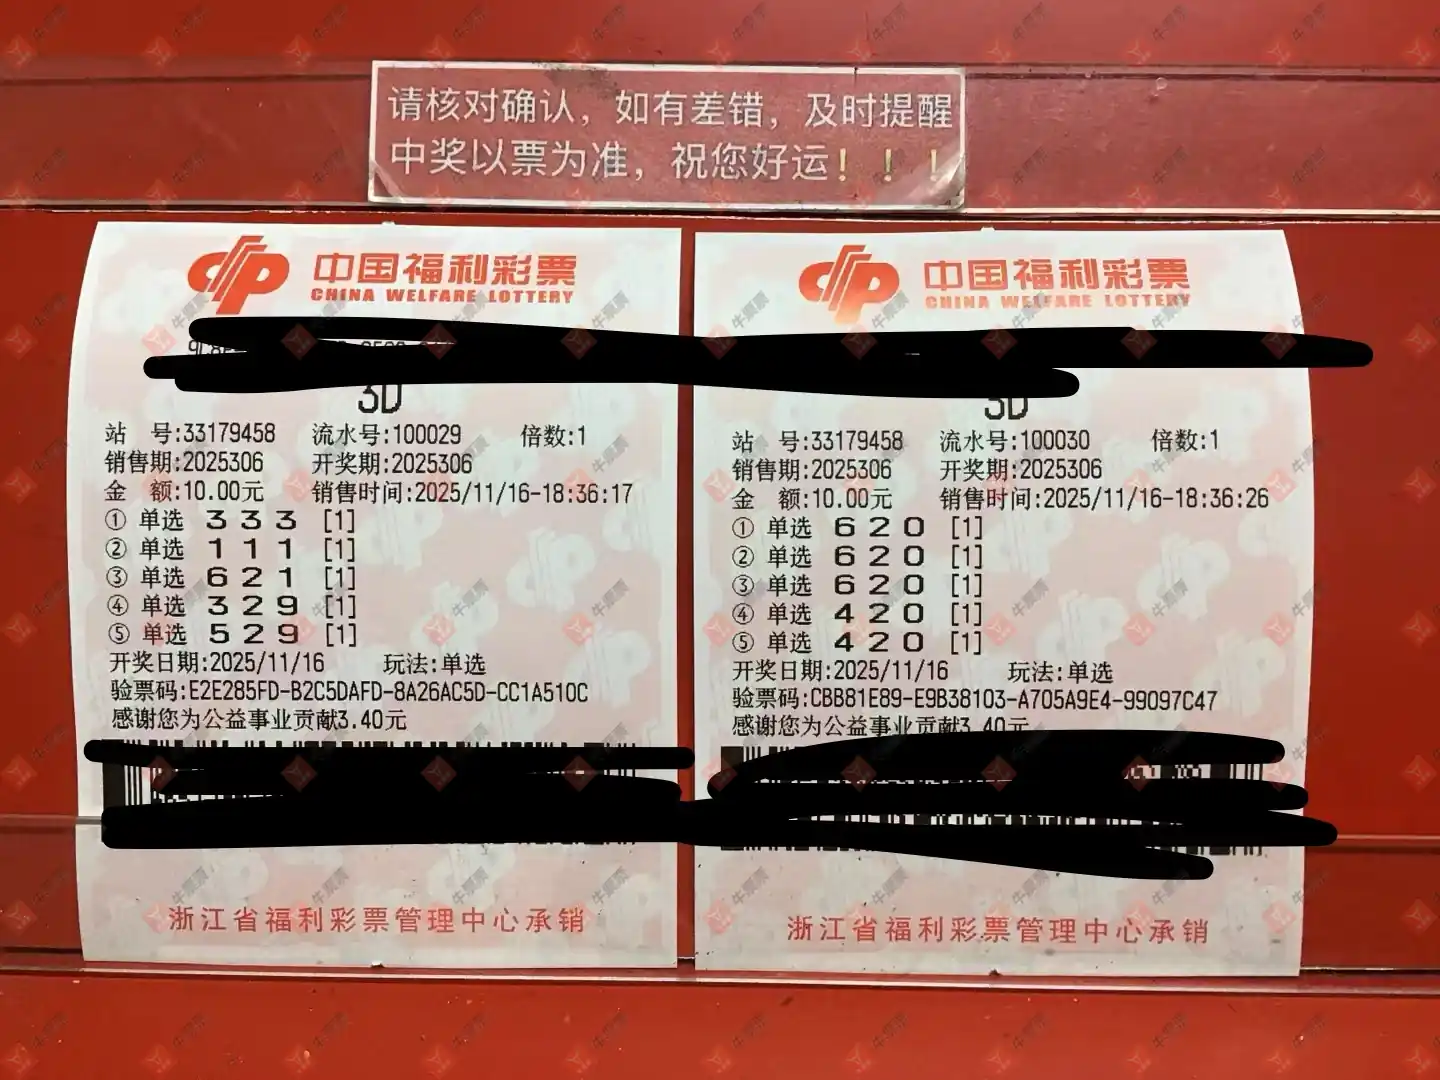 请核对确认，如有差错，及时提醒
中奖以票为准，祝您好运！！！
中国福利彩票
CHINA WELFARE LOTTERY
3D
站 号:33179458 流水号:100029 倍数:1
销售期:2025306 开奖期:2025306
金 额:10.00元 销售时间:2025/11/16-18:36:17
① 单选 3 3 3 [1]
② 单选 1 1 1 [1]
③ 单选 6 2 1 [1]
④ 单选 3 2 9 [1]
⑤ 单选 5 2 9 [1]
开奖日期:2025/11/16 玩法:单选
验票码:E2E285FD-B2C5DAFD-8A26AC5D-CC1A510C
感谢您为公益事业贡献3.40元
浙江省福利彩票管理中心承销
中国福利彩票
CHINA WELFARE LOTTERY
3D
站 号:33179458 流水号:100030 倍数:1
销售期:2025306 开奖期:2025306
金 额:10.00元 销售时间:2025/11/16-18:36:26
① 单选 6 2 0 [1]
② 单选 6 2 0 [1]
③ 单选 6 2 0 [1]
④ 单选 4 2 0 [1]
⑤ 单选 4 2 0 [1]
开奖日期:2025/11/16 玩法:单选
验票码:CBB81E89-E9B38103-A705A9E4-99097C47
感谢您为公益事业贡献3.40元
浙江省福利彩票管理中心承销